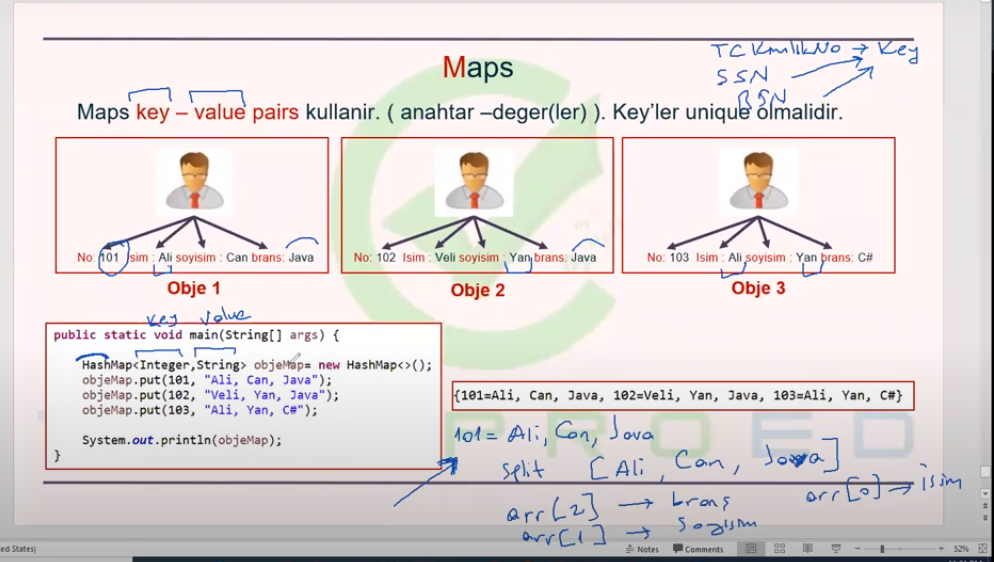 TC KimlikNo → Key
SSN
BSN
Maps
Maps key – value pairs kullanir. ( anahtar –deger(ler) ). Key'ler unique olmalidir.
No: 101 Isim : Ali soyisim : Can brans: Java
No: 102 Isim : Veli soyisim : Yan brans: Java
No: 103 Isim : Ali soyisim : Yan brans: C#
Obje 1
Obje 2
Obje 3
Key Value
public static void main(String[] args) {
HashMap<Integer,String> objeMap= new HashMap<>();
objeMap.put(101, "Ali, Can, Java");
objeMap.put(102, "Veli, Yan, Java");
objeMap.put(103, "Ali, Yan, C#");
System.out.println(objeMap);
}
{101=Ali, Can, Java, 102=Veli, Yan, Java, 103=Ali, Yan, C#}
101= Ali, Can, Java
split [Ali, Can, Java]
arr[0] → isim
arr[2] → brans
arr[1] → Soyisim
PROED
ed States)
Notes
Comments
52%